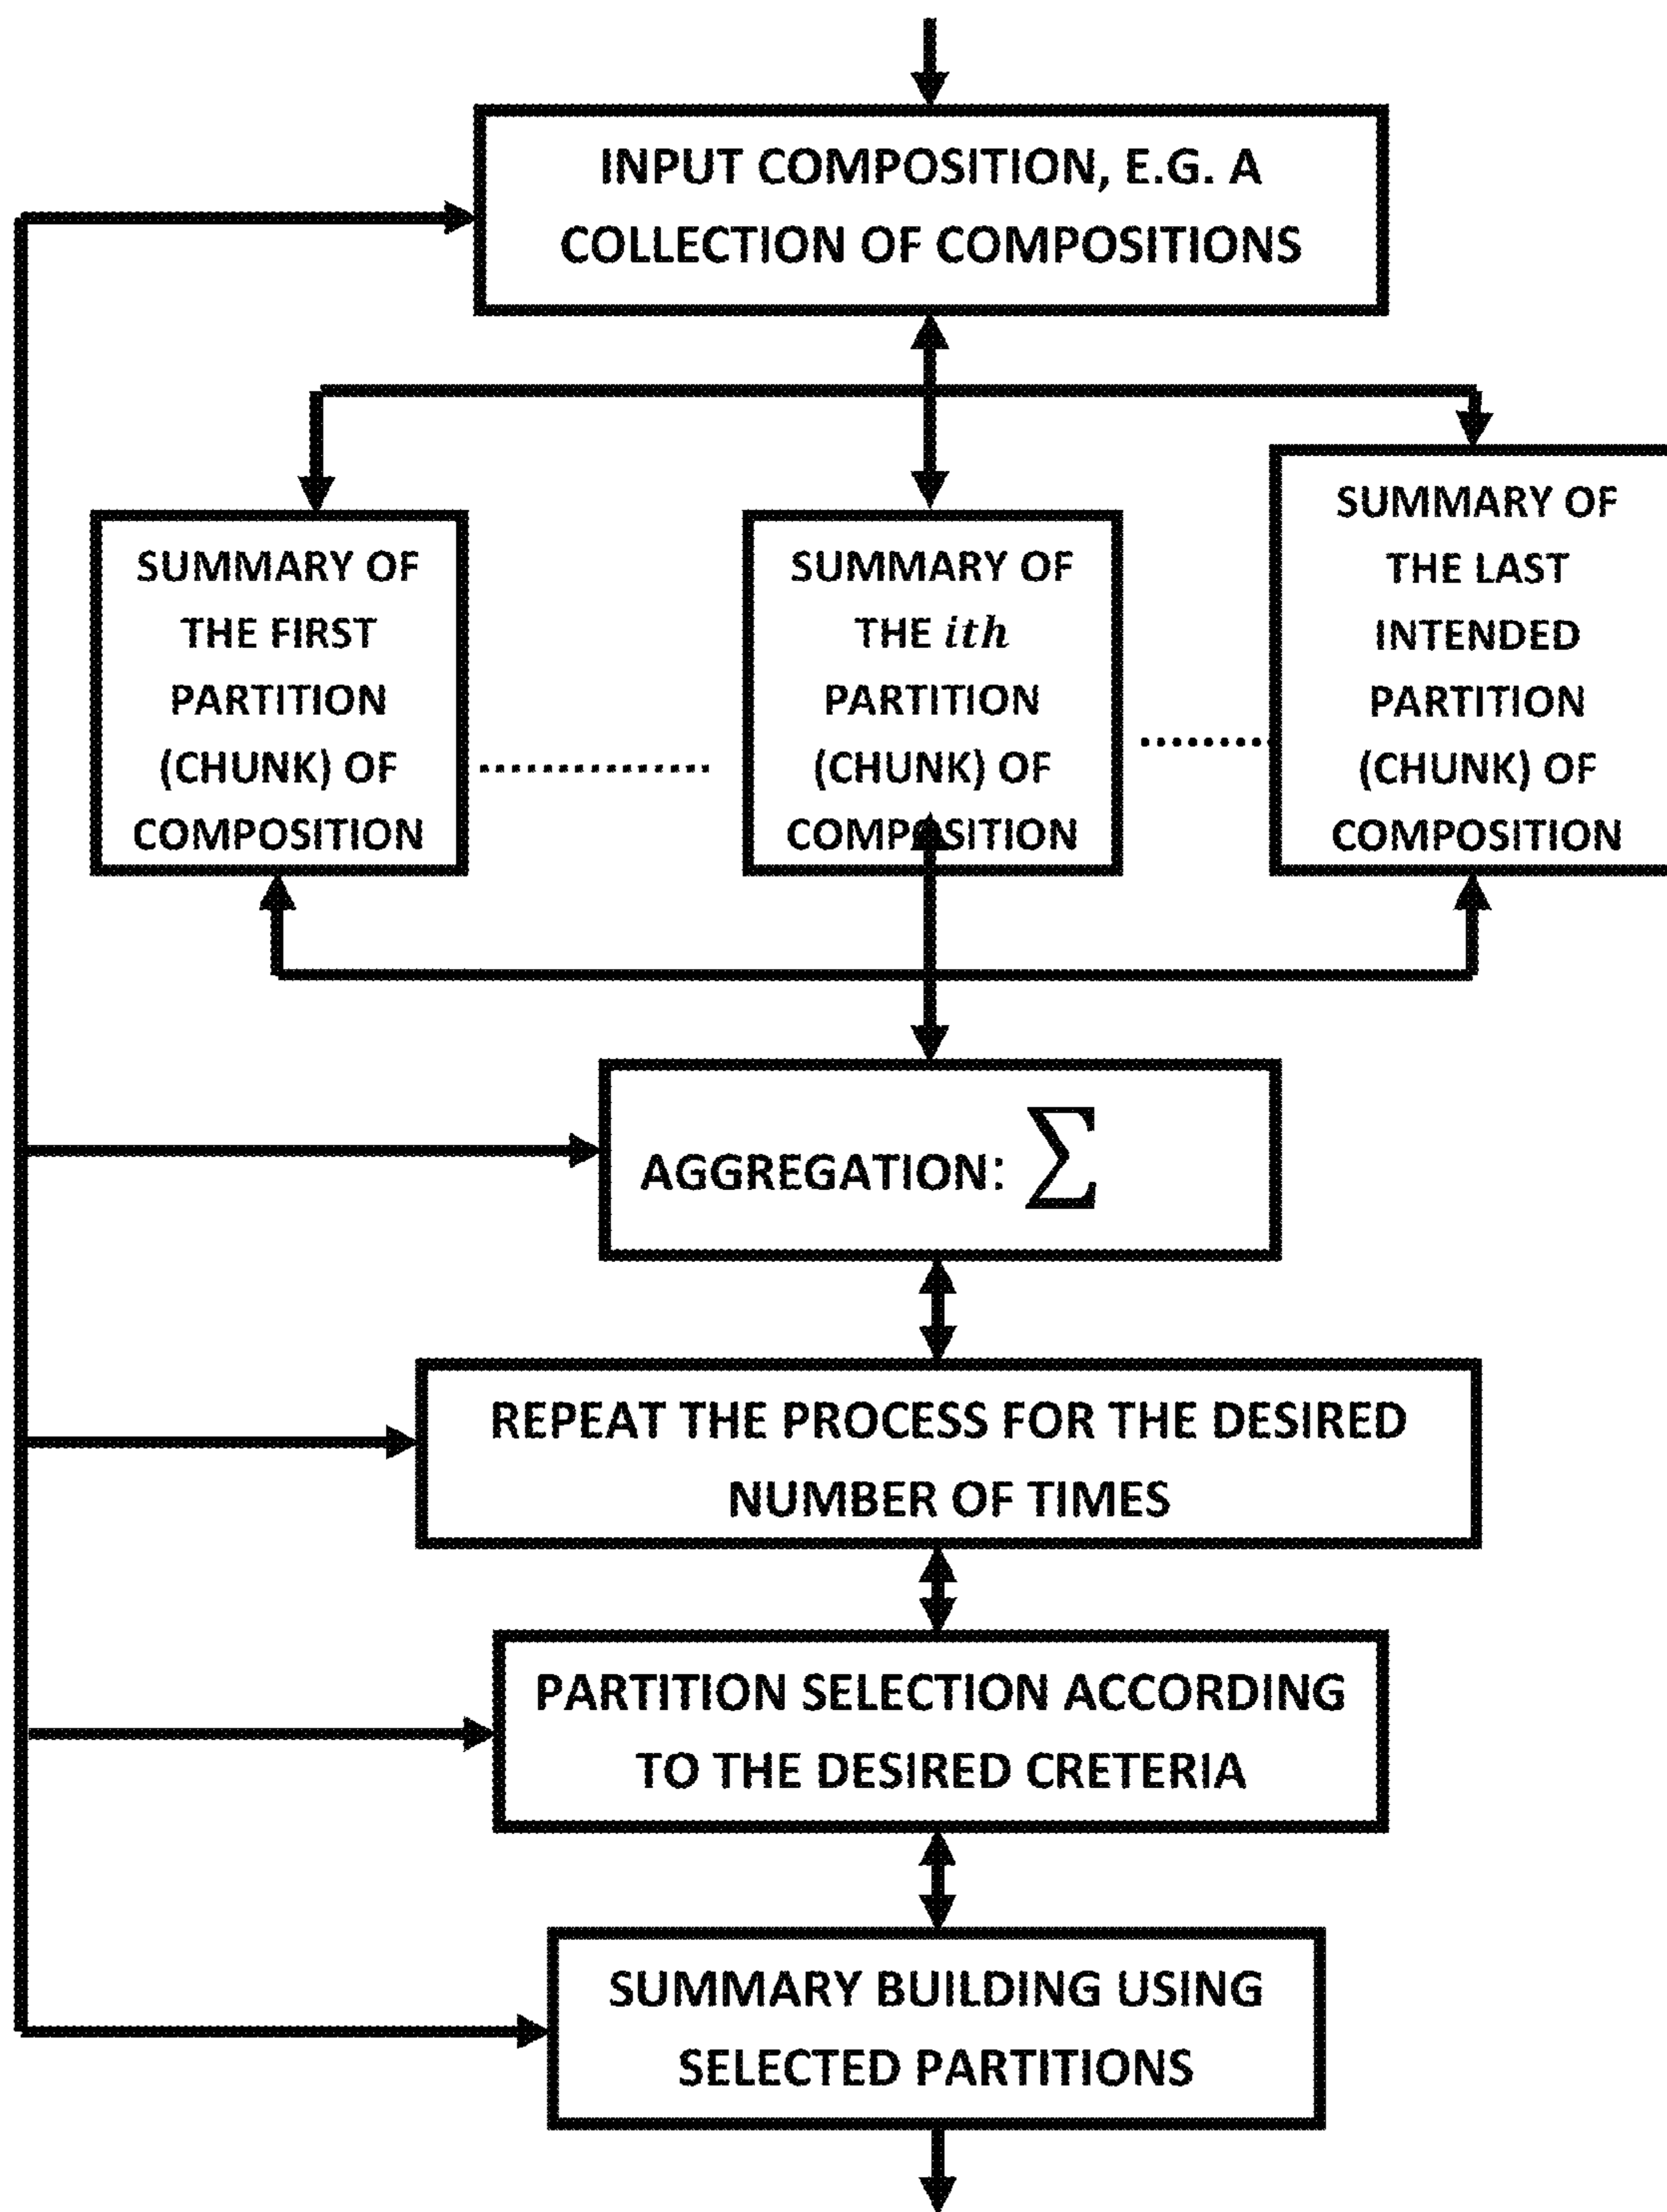 INPUT COMPOSITION, E.G. A
COLLECTION OF COMPOSITIONS
SUMMARY OF
THE FIRST
PARTITION
(CHUNK) OF
COMPOSITION
SUMMARY OF
THE ith
PARTITION
(CHUNK) OF
COMPOSITION
SUMMARY OF
THE LAST
INTENDED
PARTITION
(CHUNK) OF
COMPOSITION
AGGREGATION: ∑
REPEAT THE PROCESS FOR THE DESIRED
NUMBER OF TIMES
PARTITION SELECTION ACCORDING
TO THE DESIRED CRETERIA
SUMMARY BUILDING USING
SELECTED PARTITIONS